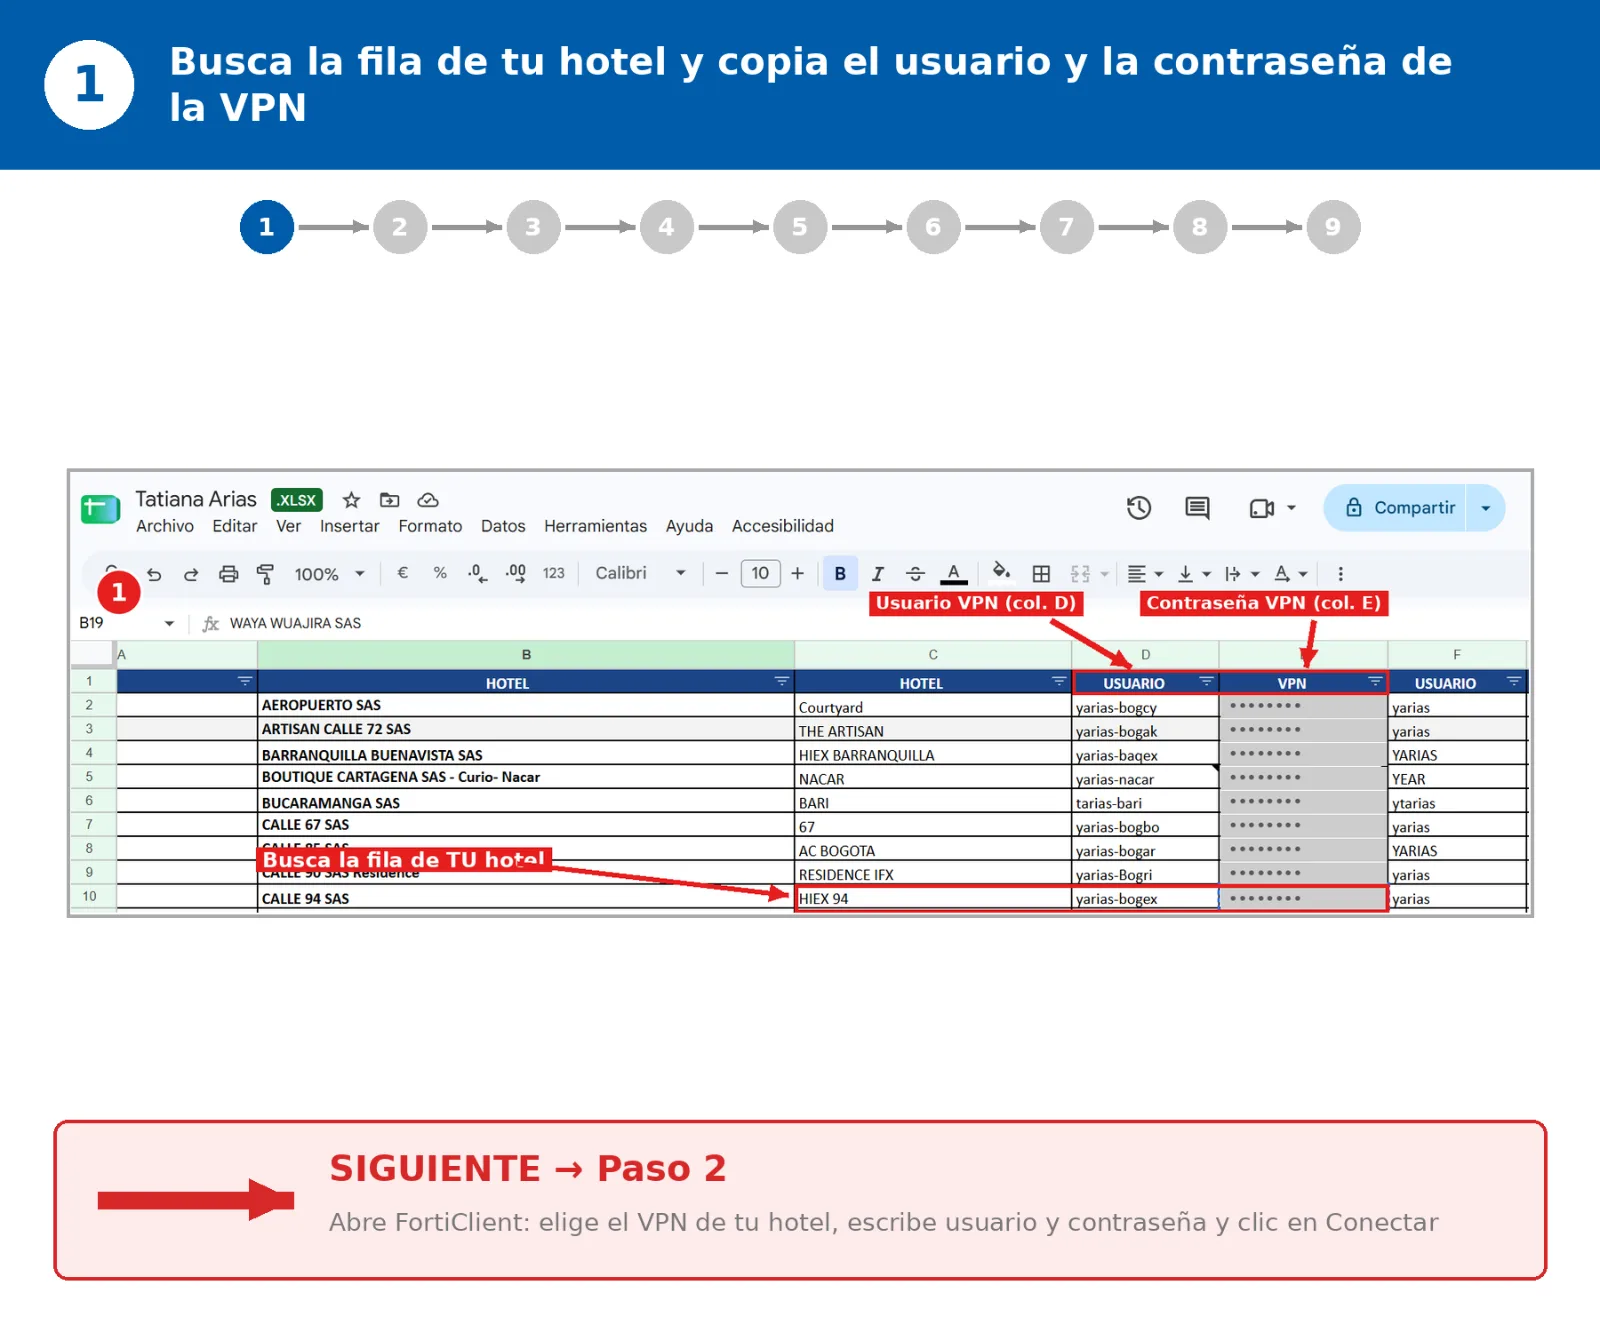 1
Busca la fila de tu hotel y copia el usuario y la contraseña de
la VPN
1 2 3 4 5 6 7 8 9
Tatiana Arias .XLSX
Archivo Editar Ver Insertar Formato Datos Herramientas Ayuda Accesibilidad
Compartir
100% € % .0 .00 123 Calibri − 10 + B I S A
1
Usuario VPN (col. D) Contraseña VPN (col. E)
B19 fx WAYA WUAJIRA SAS
A B C D F
1 HOTEL HOTEL USUARIO VPN USUARIO
2 AEROPUERTO SAS Courtyard yarias-bogcy •••••••• yarias
3 ARTISAN CALLE 72 SAS THE ARTISAN yarias-bogak •••••••• yarias
4 BARRANQUILLA BUENAVISTA SAS HIEX BARRANQUILLA yarias-baqex •••••••• YARIAS
5 BOUTIQUE CARTAGENA SAS - Curio- Nacar NACAR yarias-nacar •••••••• YEAR
6 BUCARAMANGA SAS BARI tarias-bari •••••••• ytarias
7 CALLE 67 SAS 67 yarias-bogbo •••••••• yarias
8 AC BOGOTA yarias-bogar •••••••• YARIAS
Busca la fila de TU hotel
9 CALLE 90 SAS Residence RESIDENCE IFX yarias-Bogri •••••••• yarias
10 CALLE 94 SAS HIEX 94 yarias-bogex •••••••• yarias
SIGUIENTE → Paso 2
Abre FortiClient: elige el VPN de tu hotel, escribe usuario y contraseña y clic en Conectar